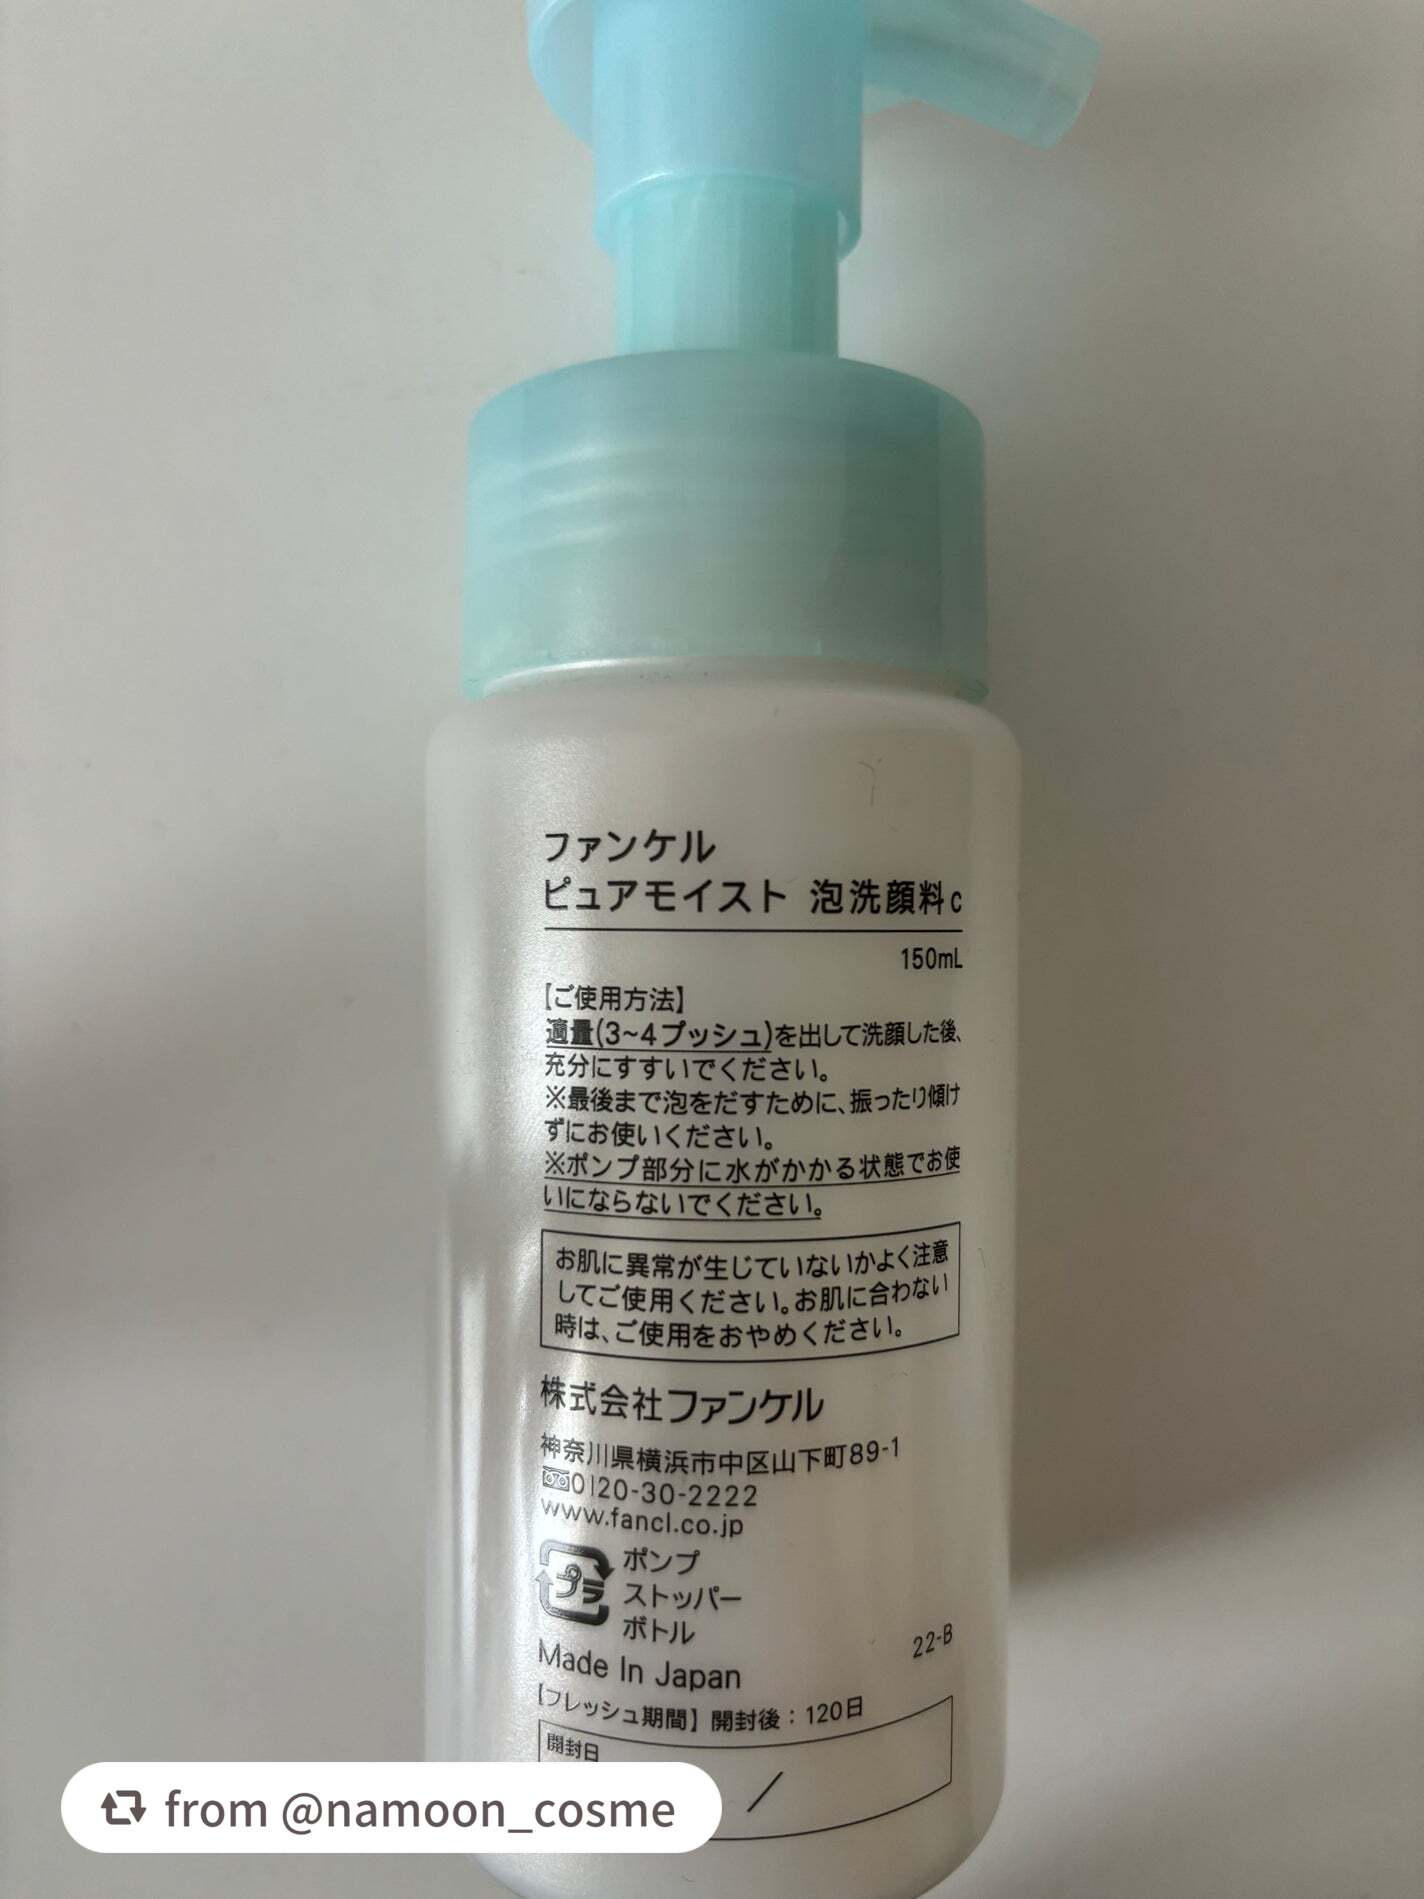 ファンケル
ピュアモイスト 泡洗顔料c
150mL
【ご使用方法】
適量(3~4プッシュ)を出して洗顔した後、
充分にすすいでください。
※最後まで泡をだすために、振ったり傾け
ずにお使いください。
※ポンプ部分に水がかかる状態でお使
いにならないでください。
お肌に異常が生じていないかよく注意
してご使用ください。お肌に合わない
時は、ご使用をおやめください。
株式会社ファンケル
神奈川県横浜市中区山下町89-1
0120-30-2222
www.fancl.co.jp
プラ
ポンプ
ストッパー
ボトル
22-B
Made In Japan
【フレッシュ期間】開封後：120日
開封日
/
from @namoon_cosme